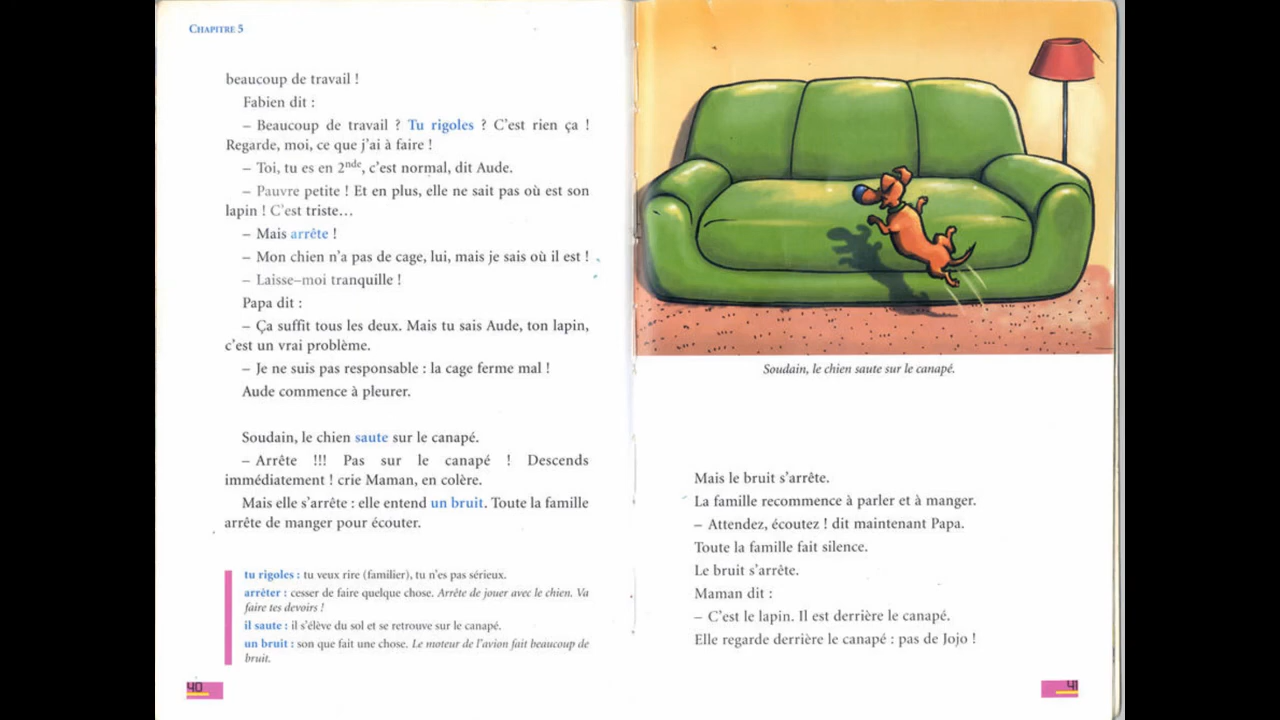 CHAPITRE 5
beaucoup de travail !
Fabien dit :
– Beaucoup de travail ? Tu rigoles ? C'est rien ça !
Regarde, moi, ce que j'ai à faire !
– Toi, tu es en 2nde, c'est normal, dit Aude.
– Pauvre petite ! Et en plus, elle ne sait pas où est son
lapin ! C'est triste…
– Mais arrête !
– Mon chien n'a pas de cage, lui, mais je sais où il est !
– Laisse–moi tranquille !
Papa dit :
– Ça suffit tous les deux. Mais tu sais Aude, ton lapin,
c'est un vrai problème.
– Je ne suis pas responsable : la cage ferme mal !
Aude commence à pleurer.
Soudain, le chien saute sur le canapé.
– Arrête !!! Pas sur le canapé ! Descends
immédiatement ! crie Maman, en colère.
Mais elle s'arrête : elle entend un bruit. Toute la famille
arrête de manger pour écouter.
tu rigoles : tu veux rire (familier), tu n'es pas sérieux.
arrêter : cesser de faire quelque chose. Arrête de jouer avec le chien. Va
faire tes devoirs !
il saute : il s'élève du sol et se retrouve sur le canapé.
un bruit : son que fait une chose. Le moteur de l'avion fait beaucoup de
bruit.
40
Soudain, le chien saute sur le canapé.
Mais le bruit s'arrête.
La famille recommence à parler et à manger.
– Attendez, écoutez ! dit maintenant Papa.
Toute la famille fait silence.
Le bruit s'arrête.
Maman dit :
– C'est le lapin. Il est derrière le canapé.
Elle regarde derrière le canapé : pas de Jojo !
41